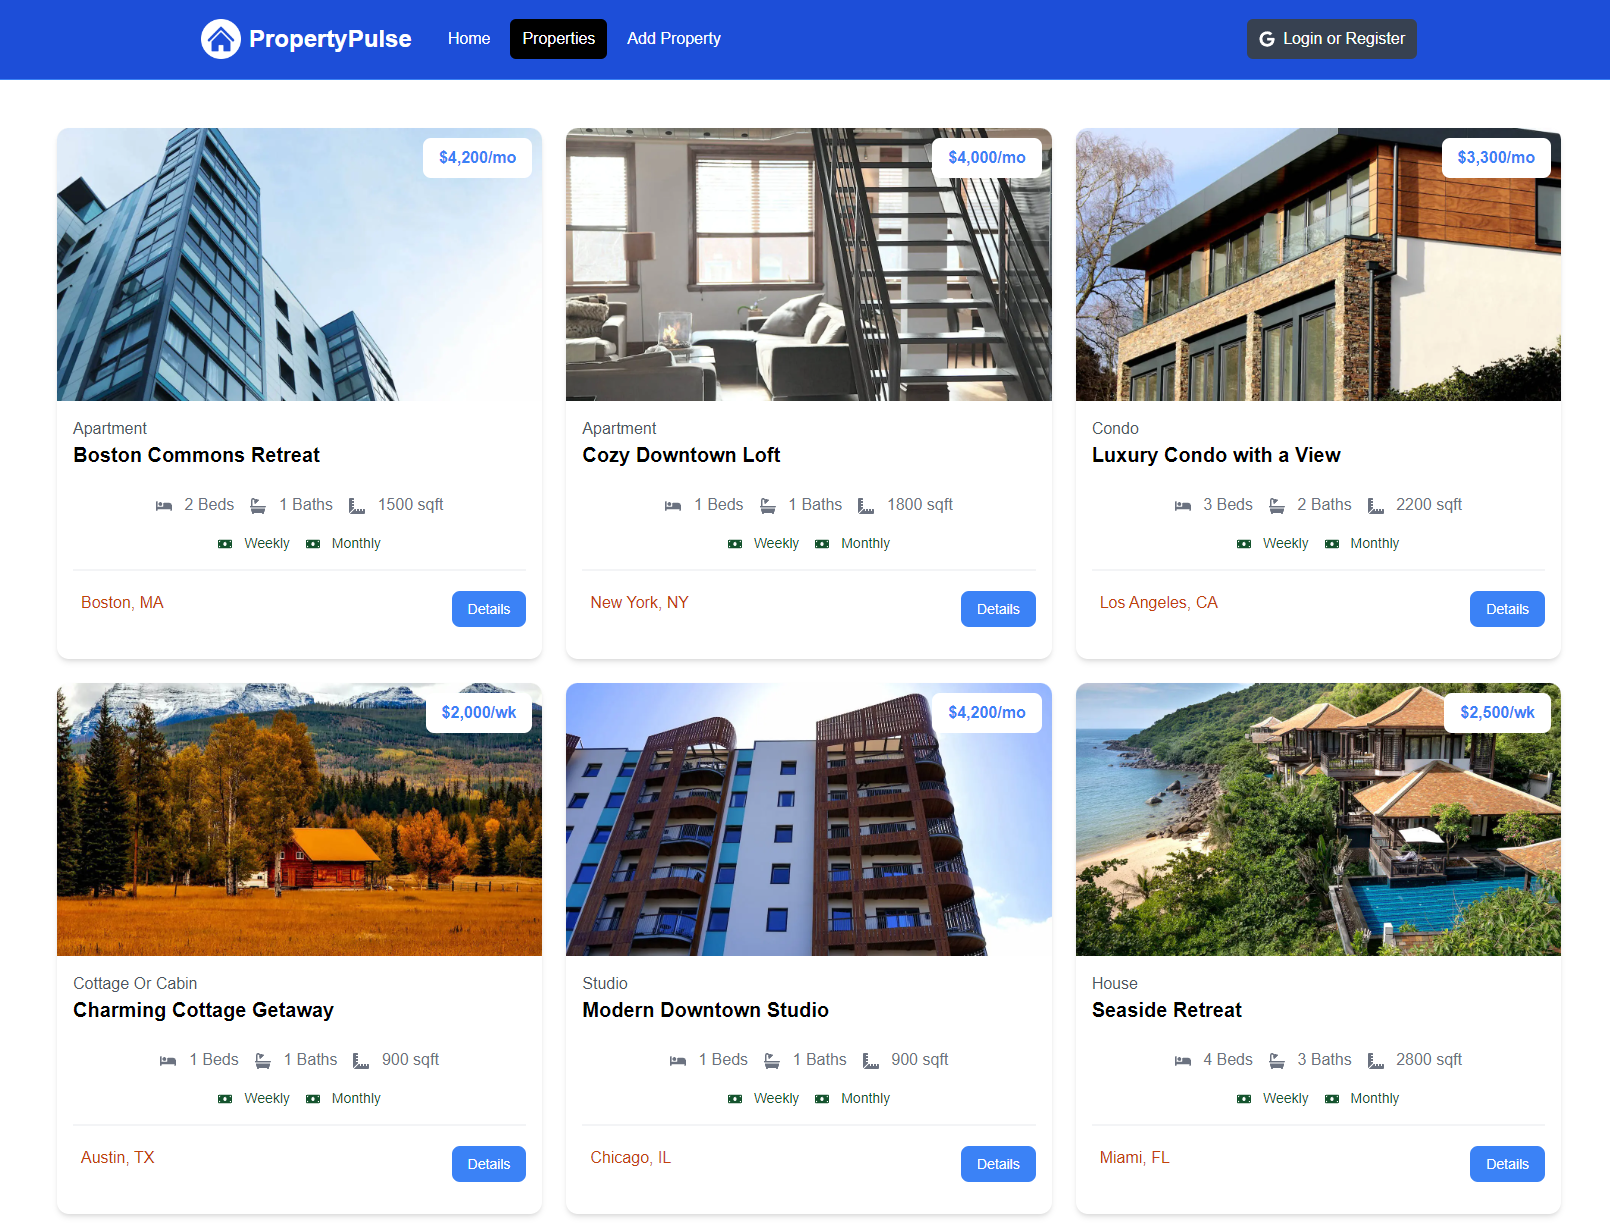 PropertyPulse Home Properties Add Property Login or Register
$4,200/mo
$4,000/mo
$3,300/mo
Apartment
Boston Commons Retreat
2 Beds 1 Baths 1500 sqft
Weekly Monthly
Boston, MA Details
Apartment
Cozy Downtown Loft
1 Beds 1 Baths 1800 sqft
Weekly Monthly
New York, NY Details
Condo
Luxury Condo with a View
3 Beds 2 Baths 2200 sqft
Weekly Monthly
Los Angeles, CA Details
$2,000/wk
$4,200/mo
$2,500/wk
Cottage Or Cabin
Charming Cottage Getaway
1 Beds 1 Baths 900 sqft
Weekly Monthly
Austin, TX Details
Studio
Modern Downtown Studio
1 Beds 1 Baths 900 sqft
Weekly Monthly
Chicago, IL Details
House
Seaside Retreat
4 Beds 3 Baths 2800 sqft
Weekly Monthly
Miami, FL Details